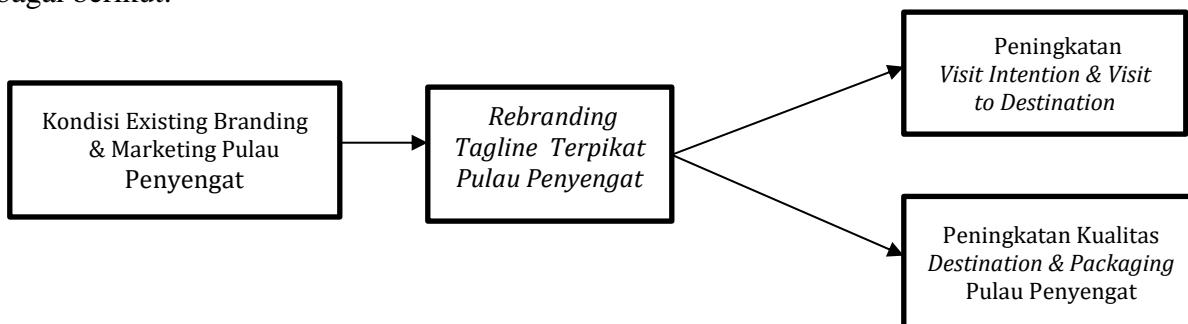 bagai berikut:
Kondisi Existing Branding
& Marketing Pulau
Penyengat
Rebranding
Tagline Terpikat
Pulau Penyengat
Peningkatan
Visit Intention & Visit
to Destination
Peningkatan Kualitas
Destination & Packaging
Pulau Penyengat